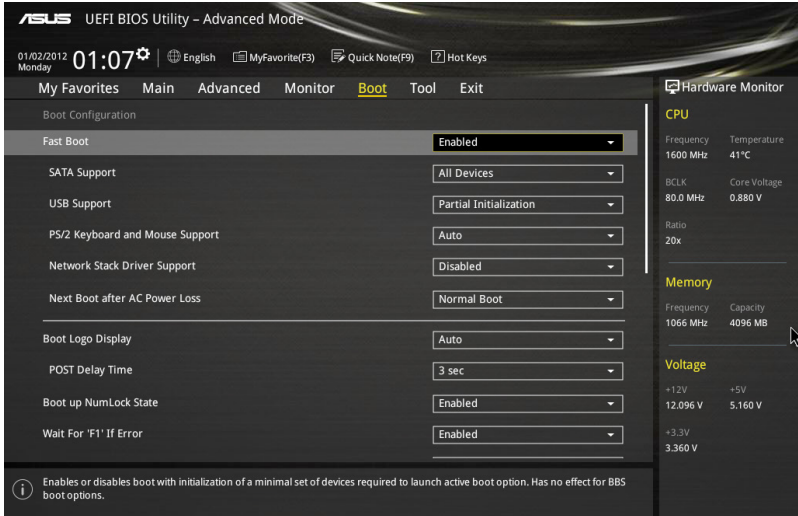 ASUS UEFI BIOS Utility – Advanced Mode
01/02/2012
Monday
01:07
English
MyFavorite(F3)
Quick Note(F9)
? Hot Keys
My Favorites Main Advanced Monitor Boot Tool Exit
Boot Configuration
Fast Boot Enabled
SATA Support All Devices
USB Support Partial Initialization
PS/2 Keyboard and Mouse Support Auto
Network Stack Driver Support Disabled
Next Boot after AC Power Loss Normal Boot
Boot Logo Display Auto
POST Delay Time 3 sec
Boot up NumLock State Enabled
Wait For 'F1' If Error Enabled
i
Enables or disables boot with initialization of a minimal set of devices required to launch active boot option. Has no effect for BBS
boot options.
Hardware Monitor
CPU
Frequency Temperature
1600 MHz 41°C
BCLK Core Voltage
80.0 MHz 0.880 V
Ratio
20x
Memory
Frequency Capacity
1066 MHz 4096 MB
Voltage
+12V +5V
12.096 V 5.160 V
+3.3V
3.360 V